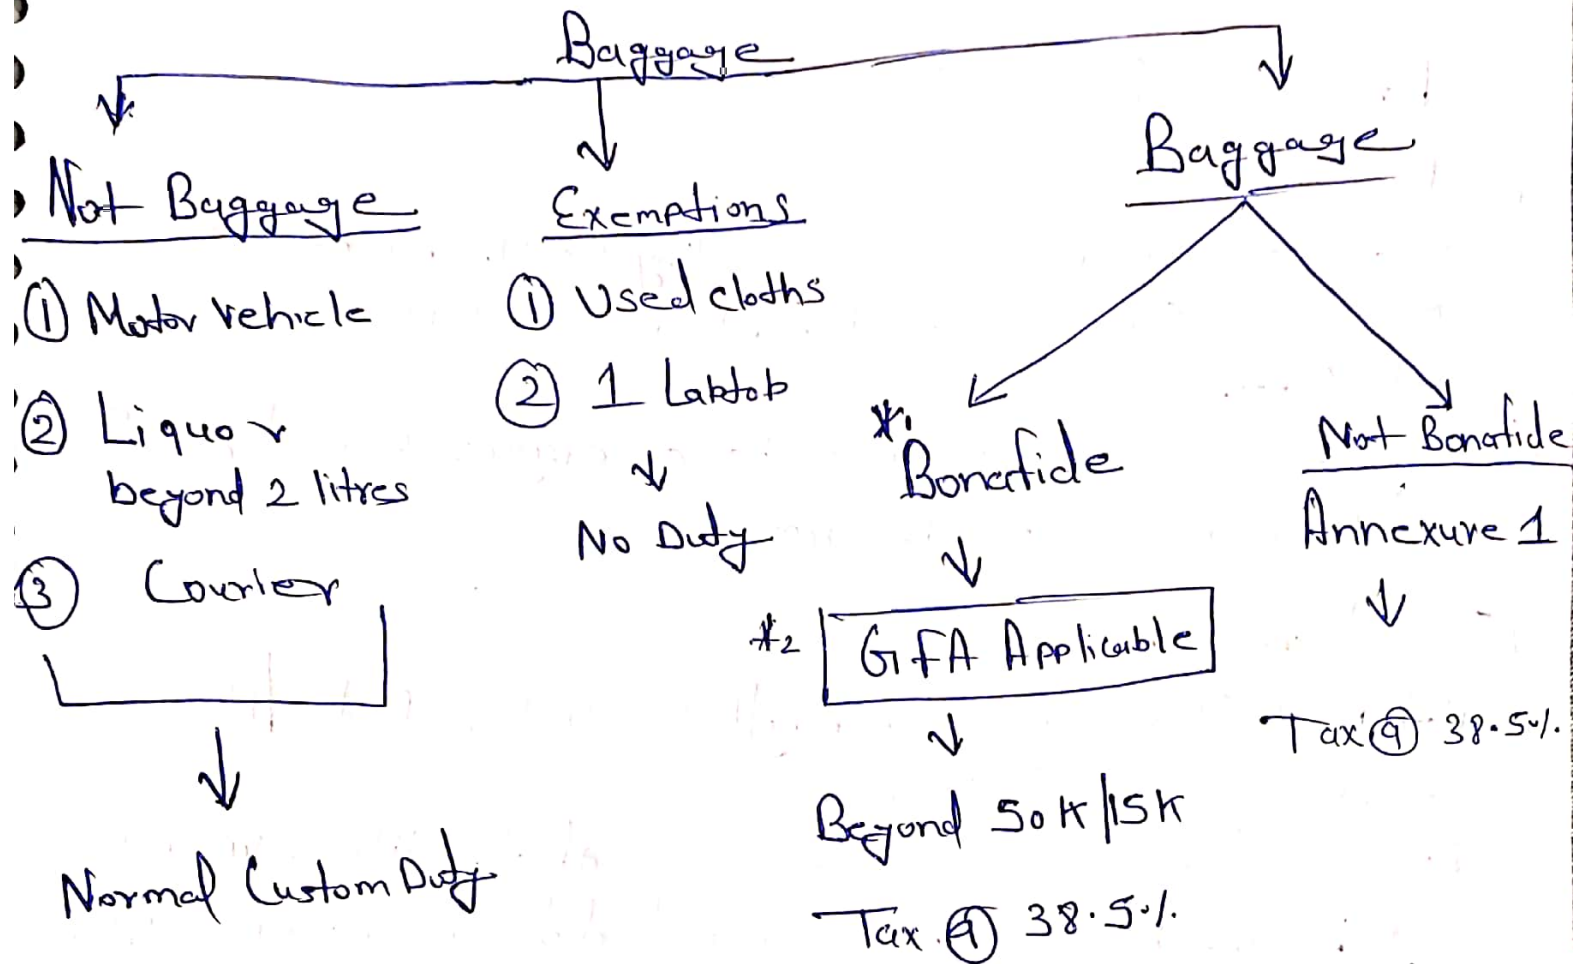 Baggage
Not Baggage
① Motor Vehicle
② Liquor
beyond 2 litres
③ Courier
Normal Custom Duty
Exemptions
① Used cloths
② 1 Laptop
No Duty
Baggage
*1
Bonafide
*2 GFA Applicable
Beyond 50K/15K
Tax @ 38.5%
Not Bonafide
Annexure 1
Tax @ 38.5%